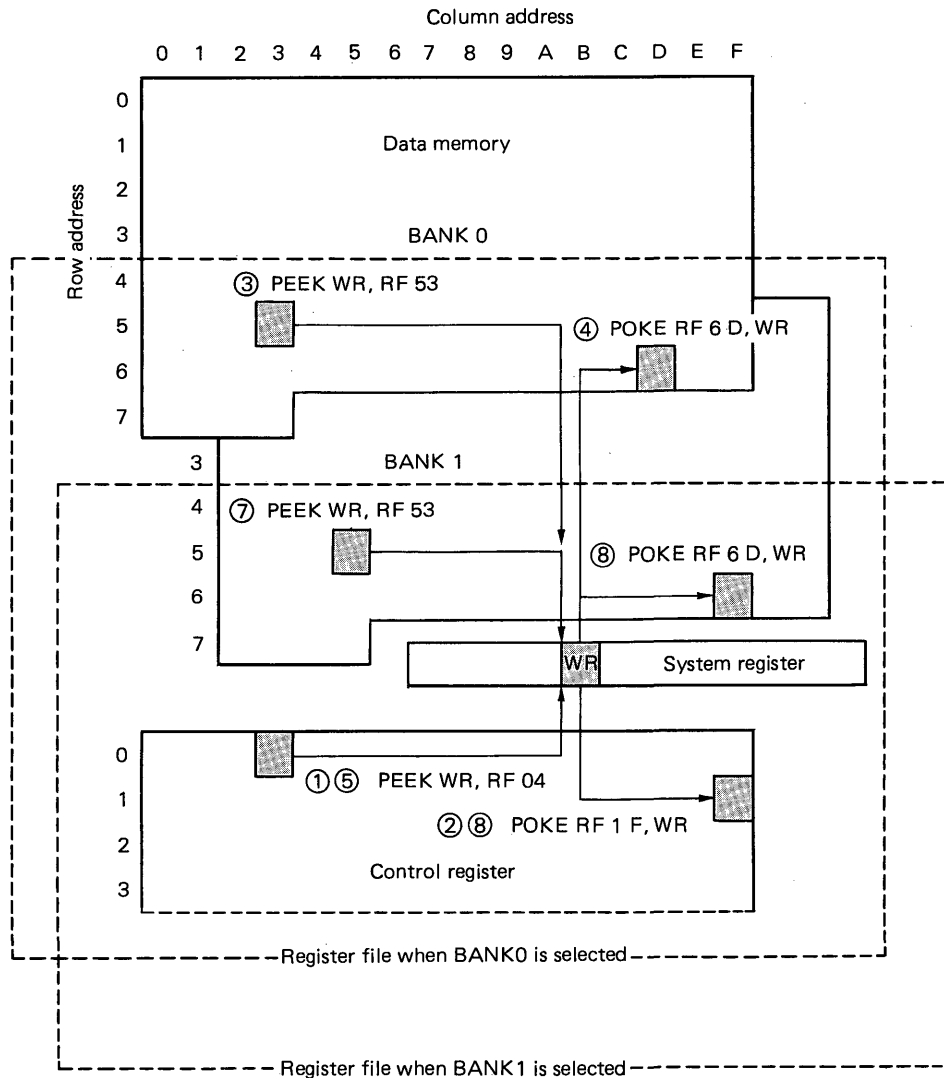 Column address
0 1 2 3 4 5 6 7 8 9 A B C D E F
Row address
0
1
Data memory
2
3
BANK 0
4
③ PEEK WR, RF 53
5
④ POKE RF 6 D, WR
6
7
3
BANK 1
4
⑦ PEEK WR, RF 53
5
⑧ POKE RF 6 D, WR
6
7
WR
System register
0
① ⑤ PEEK WR, RF 04
1
② ⑧ POKE RF 1 F, WR
2
Control register
3
Register file when BANK0 is selected
Register file when BANK1 is selected